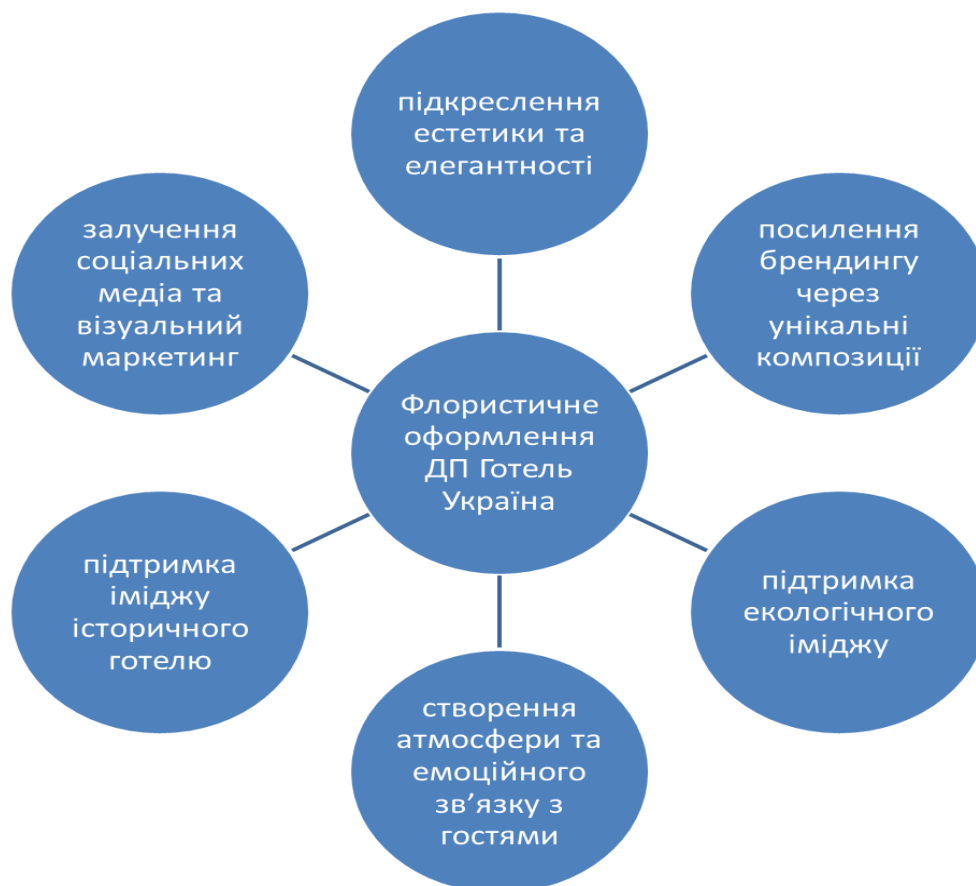 підкреслення
естетики та
елегантності
посилення
брендингу
через
унікальні
композиції
підтримка
екологічного
іміджу
створення
атмосфери та
емоційного
зв’язку з
гостями
підтримка
іміджу
історичного
готелю
залучення
соціальних
медіа та
візуальний
маркетинг
Флористичне
оформлення
ДП Готель
Україна